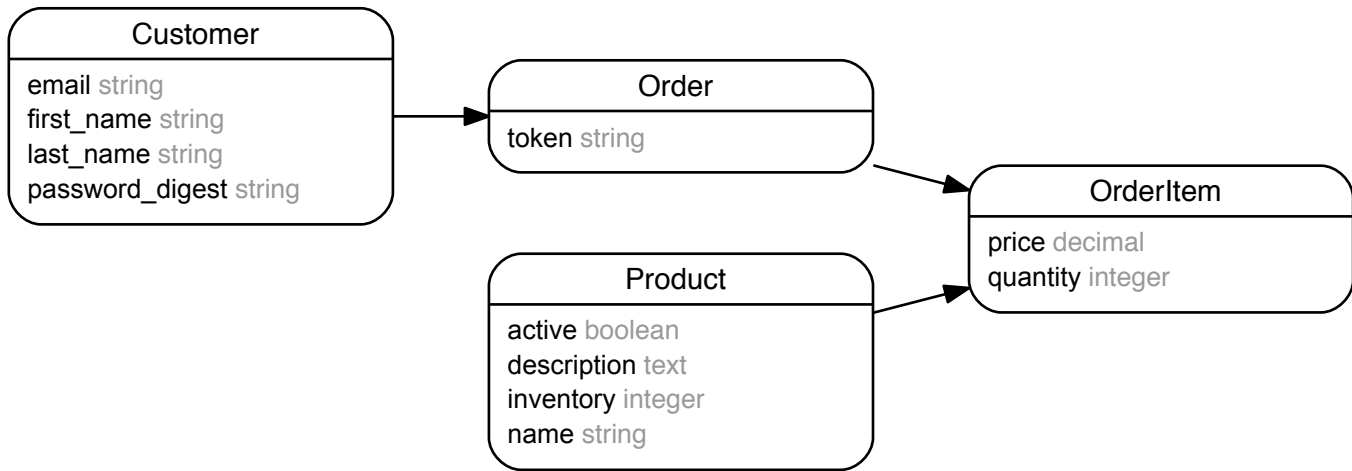 Customer
email string
first_name string
last_name string
password_digest string
Order
token string
Product
active boolean
description text
inventory integer
name string
OrderItem
price decimal
quantity integer